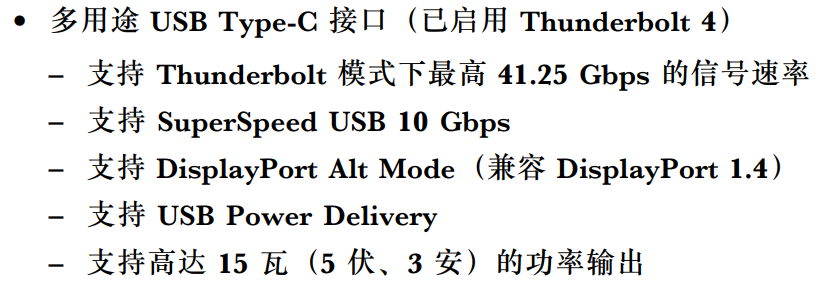 • 多用途 USB Type-C 接口（已启用 Thunderbolt 4）
– 支持 Thunderbolt 模式下最高 41.25 Gbps 的信号速率
– 支持 SuperSpeed USB 10 Gbps
– 支持 DisplayPort Alt Mode（兼容 DisplayPort 1.4）
– 支持 USB Power Delivery
– 支持高达 15 瓦（5 伏、3 安）的功率输出